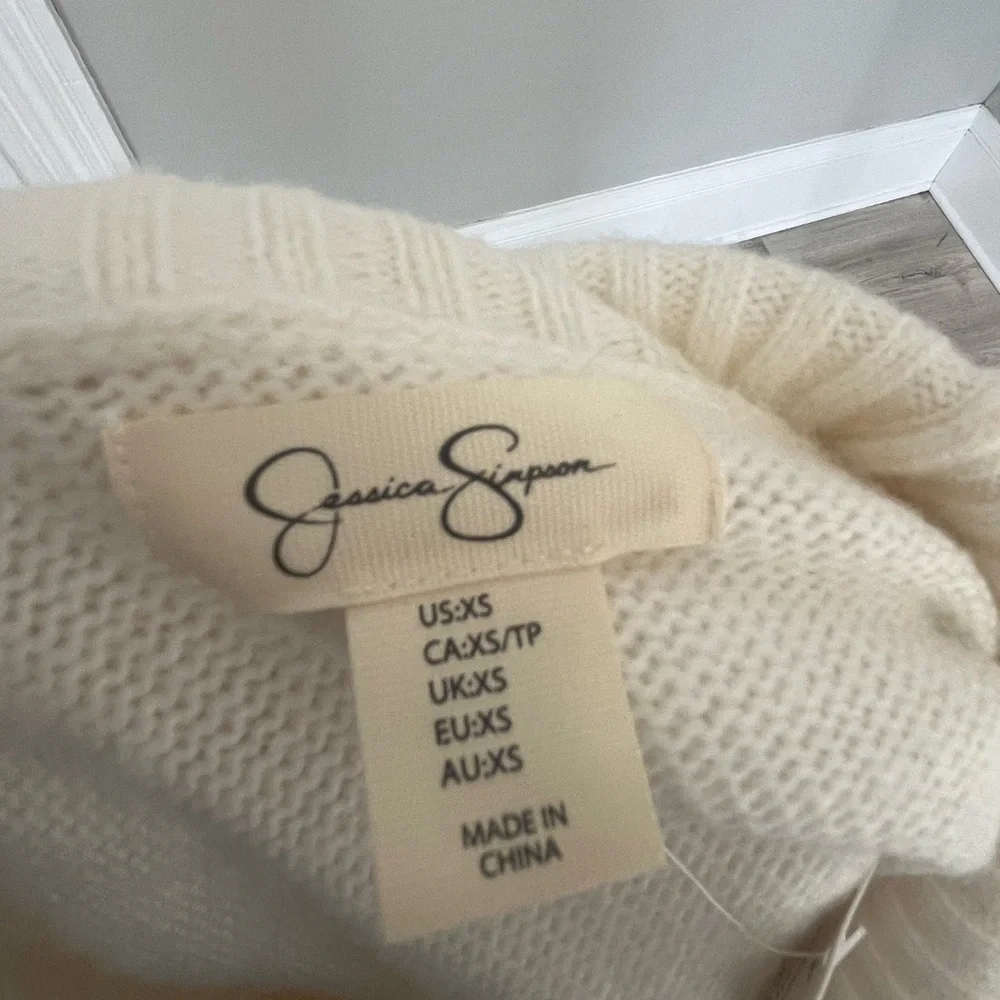 Jessica Simpson
US:XS
CA:XS/TP
UK:XS
EU:XS
AU:XS
MADE IN
CHINA